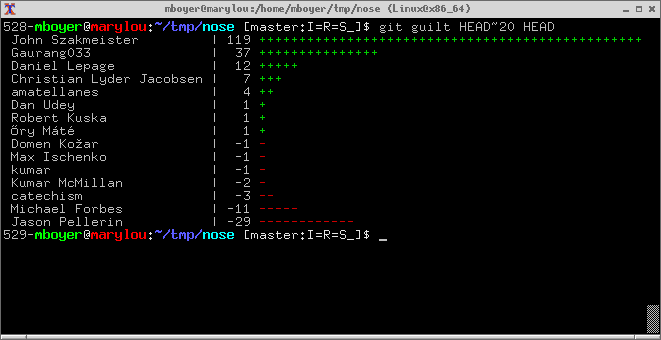 mboyer@marylou:/home/mboyer/tmp/nose (Linux@x86_64)
528-mboyer@marylou:~/tmp/nose [master:I=R=S_]$ git guilt HEAD~20 HEAD
John Szakmeister | 119 ++++++++++++++++++++++++++++++++++++++++++++++++++++
Gaurang033 | 37 ++++++++++++++++
Daniel Lepage | 12 +++++
Christian Lyder Jacobsen | 7 +++
amatellanes | 4 ++
Dan Udey | 1 +
Robert Kuska | 1 +
Őry Máté | 1 +
Domen Kožar | -1 -
Max Ischenko | -1 -
kumar | -1 -
Kumar McMillan | -2 -
catechism | -3 --
Michael Forbes | -11 -----
Jason Pellerin | -29 -------------
529-mboyer@marylou:~/tmp/nose [master:I=R=S_]$ _